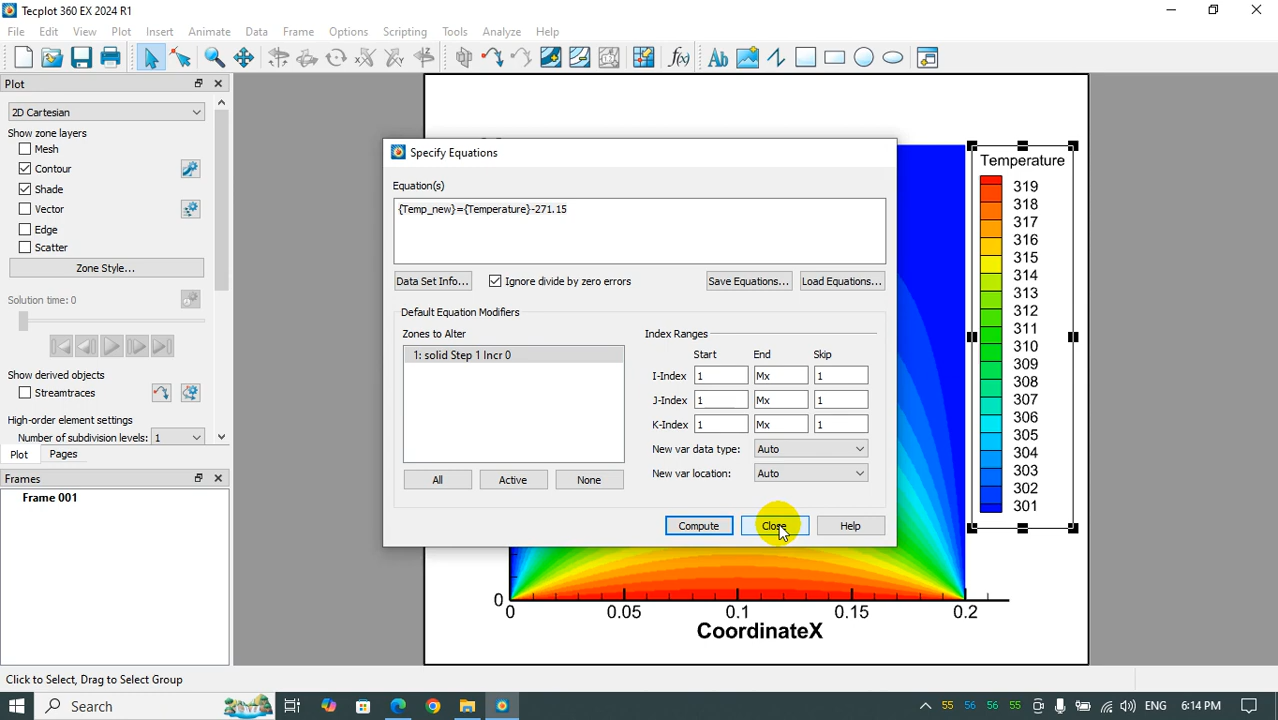 Tecplot 360 EX 2024 R1
File Edit View Plot Insert Animate Data Frame Options Scripting Tools Analyze Help
Plot
2D Cartesian
Show zone layers
Mesh
Contour
Shade
Vector
Edge
Scatter
Zone Style...
Solution time: 0
Show derived objects
Streamtraces
High-order element settings
Number of subdivision levels: 1
Plot Pages
Frames
Frame 001
Specify Equations
Equation(s)
{Temp_new}={Temperature}-271.15
Data Set Info...
Ignore divide by zero errors
Save Equations...
Load Equations...
Default Equation Modifiers
Zones to Alter
1: solid Step 1 Incr 0
All
Active
None
Index Ranges
Start End Skip
I-Index 1 Mx 1
J-Index 1 Mx 1
K-Index 1 Mx 1
New var data type: Auto
New var location: Auto
Compute
Close
Help
Temperature
319
318
317
316
315
314
313
312
311
310
309
308
307
306
305
304
303
302
301
0
0 0.05 0.1 0.15 0.2
CoordinateX
Click to Select, Drag to Select Group
Search
55 56 56 55
ENG
6:14 PM